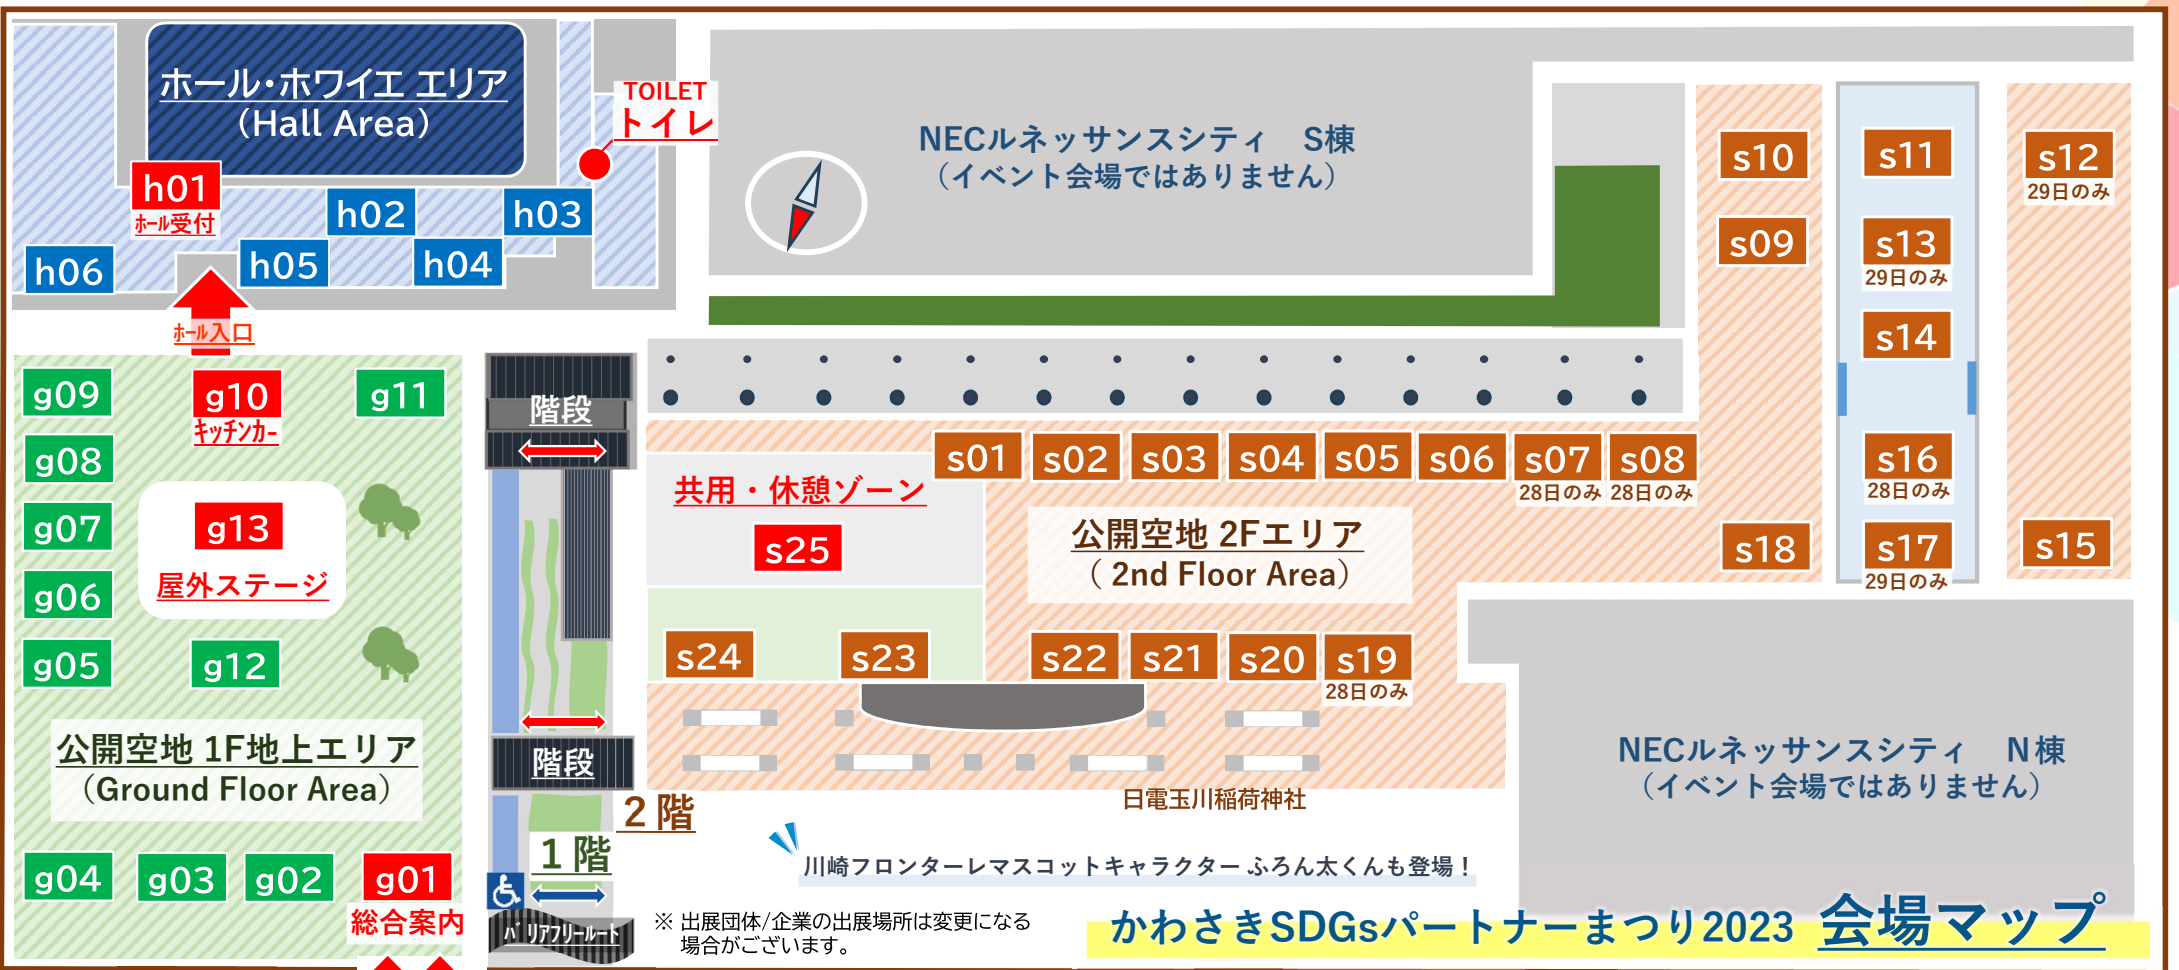 ホール・ホワイエ エリア
（Hall Area）
TOILET
トイレ
h01
ホール受付
h02
h03
h04
h05
h06
ホール入口
NECルネッサンスシティ　S棟
（イベント会場ではありません）
s10
s11
s12
29日のみ
s09
s13
29日のみ
s14
g09
g10
キッチンカー
g11
g08
g07
g13
屋外ステージ
g06
g05
g12
公開空地 1F地上エリア
（Ground Floor Area）
g04
g03
g02
g01
総合案内
階段
階段
2階
1階
バリアフリールート
共用・休憩ゾーン
s25
s01
s02
s03
s04
s05
s06
s07
28日のみ
s08
28日のみ
s16
28日のみ
s18
s17
29日のみ
s15
公開空地 2Fエリア
（ 2nd Floor Area）
s24
s23
s22
s21
s20
s19
28日のみ
日電玉川稲荷神社
NECルネッサンスシティ　N棟
（イベント会場ではありません）
川崎フロンターレマスコットキャラクター ふろん太くんも登場！
※ 出展団体/企業の出展場所は変更になる
場合がございます。
かわさきSDGsパートナーまつり2023 会場マップ